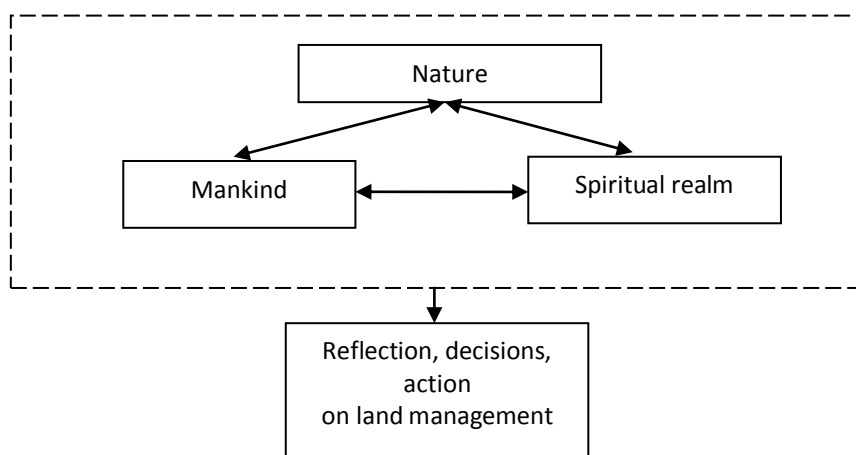 Nature
Mankind
Spiritual realm
Reflection, decisions,
action
on land management